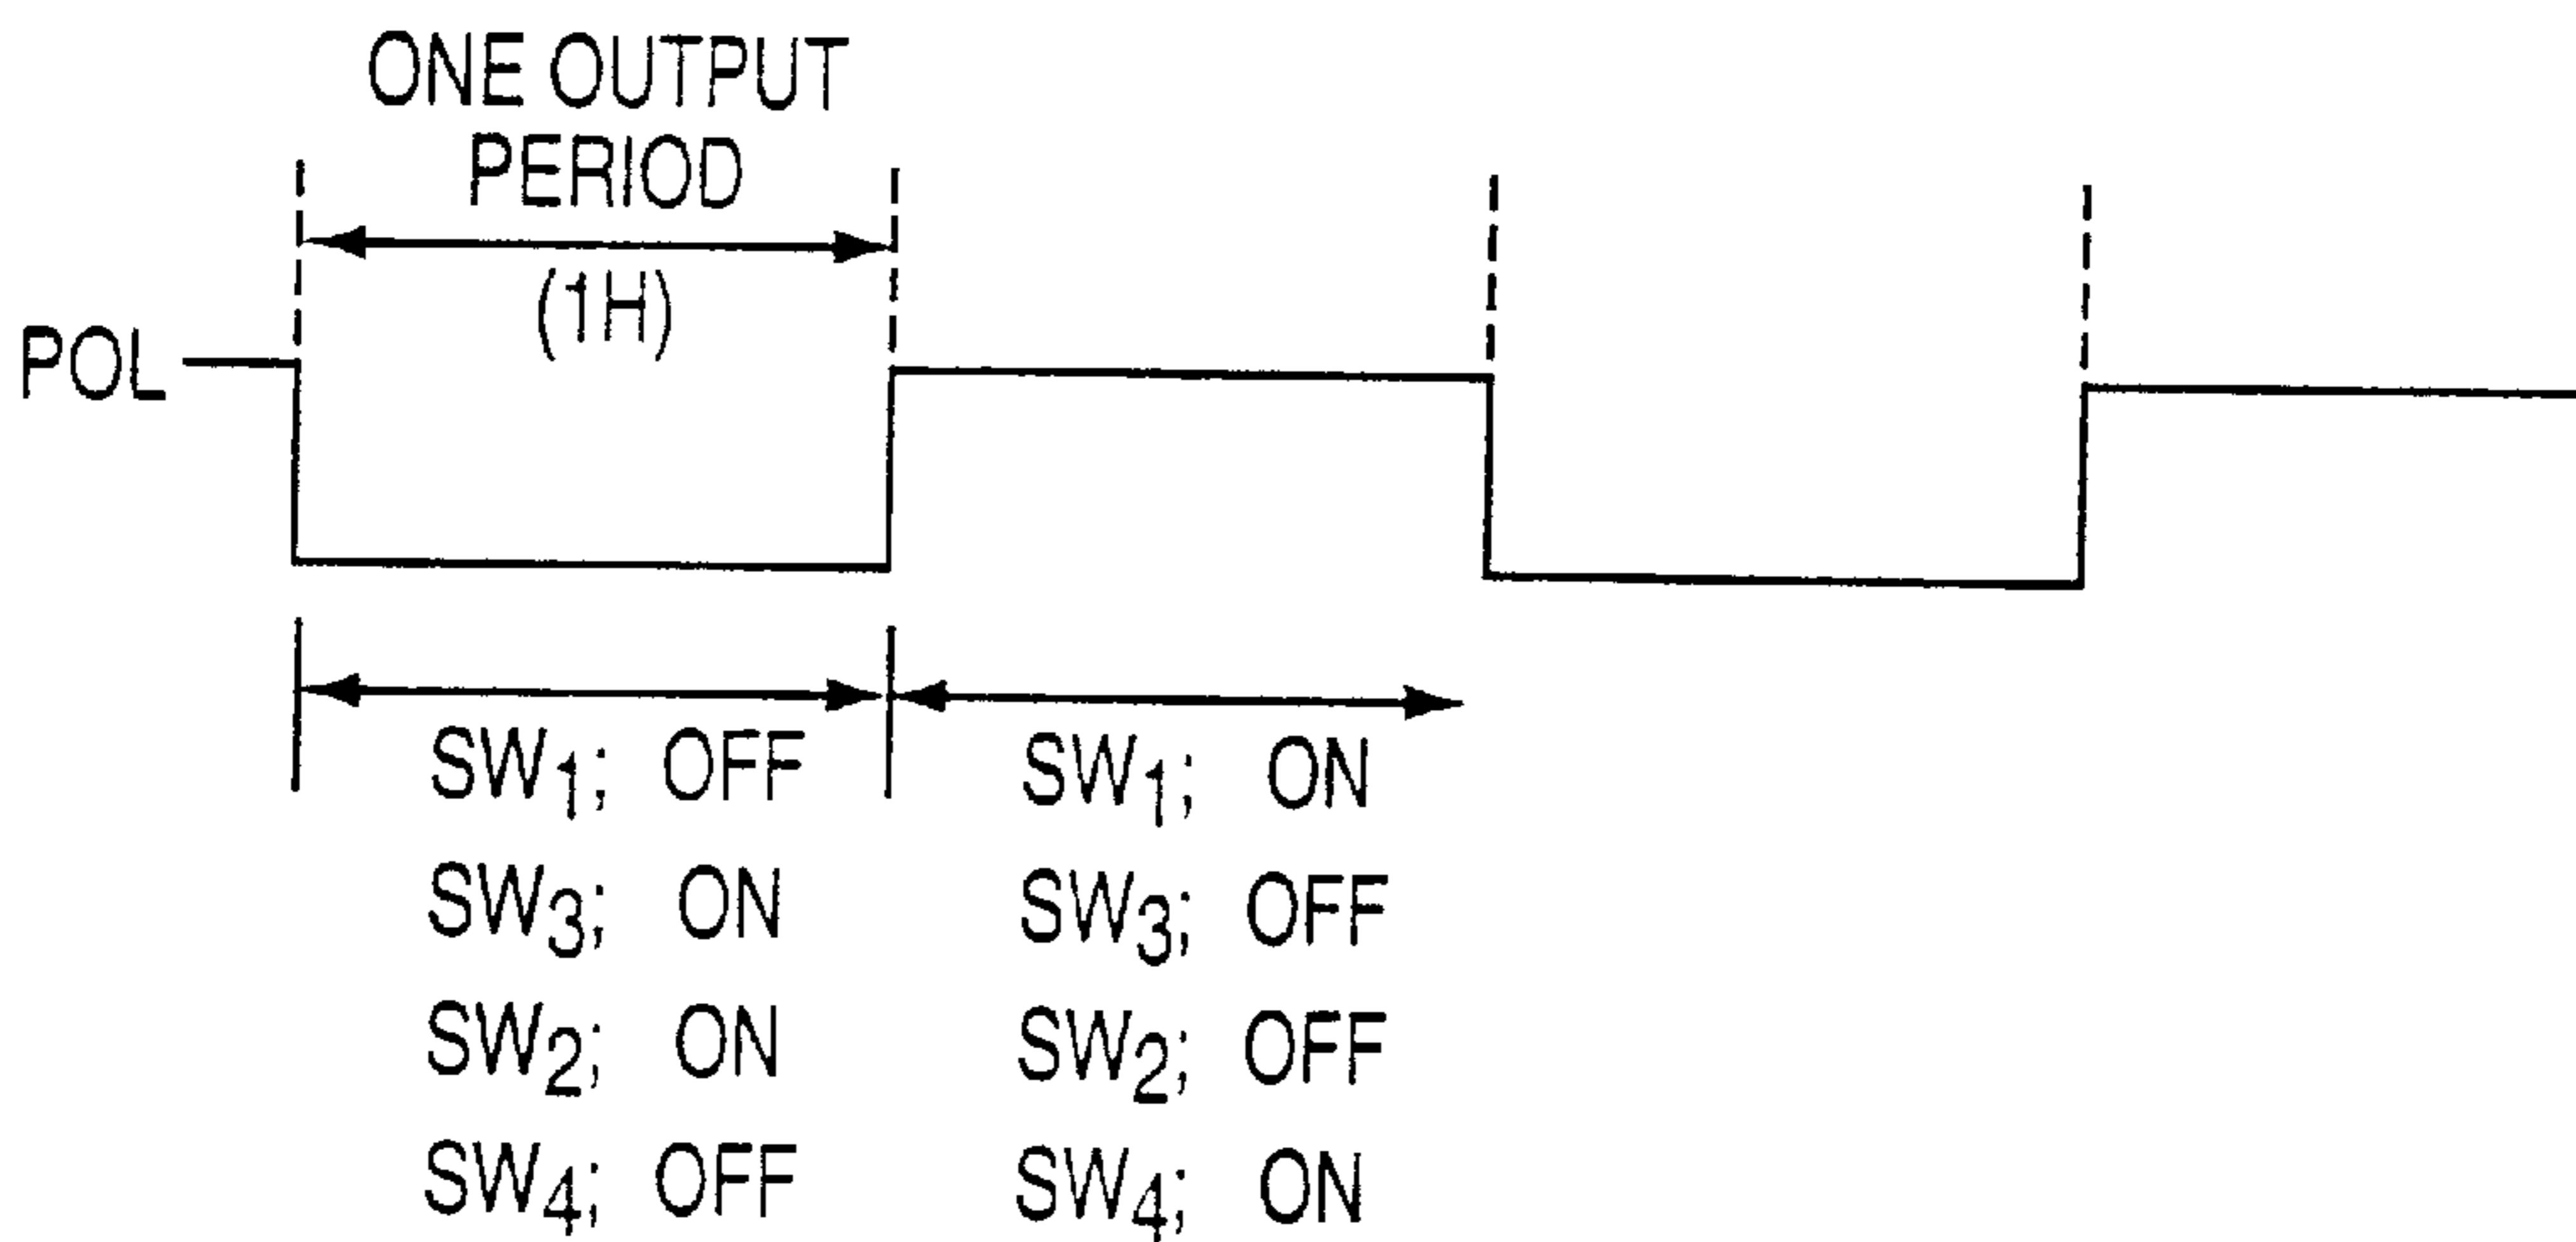 ONE OUTPUT
PERIOD
(1H)
POL
SW1; OFF SW1; ON
SW3; ON SW3; OFF
SW2; ON SW2; OFF
SW4; OFF SW4; ON